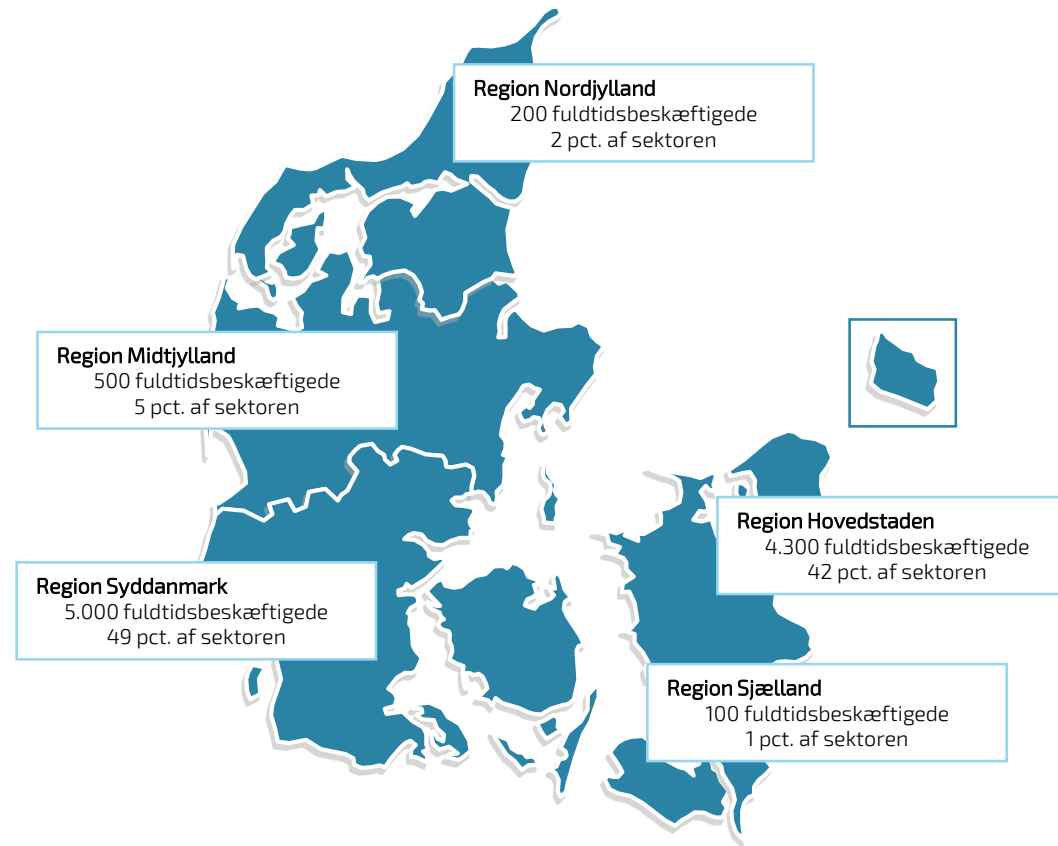 Region Nordjylland
200 fuldtidsbeskæftigede
2 pct. af sektoren
Region Midtjylland
500 fuldtidsbeskæftigede
5 pct. af sektoren
Region Hovedstaden
4.300 fuldtidsbeskæftigede
42 pct. af sektoren
Region Syddanmark
5.000 fuldtidsbeskæftigede
49 pct. af sektoren
Region Sjælland
100 fuldtidsbeskæftigede
1 pct. af sektoren